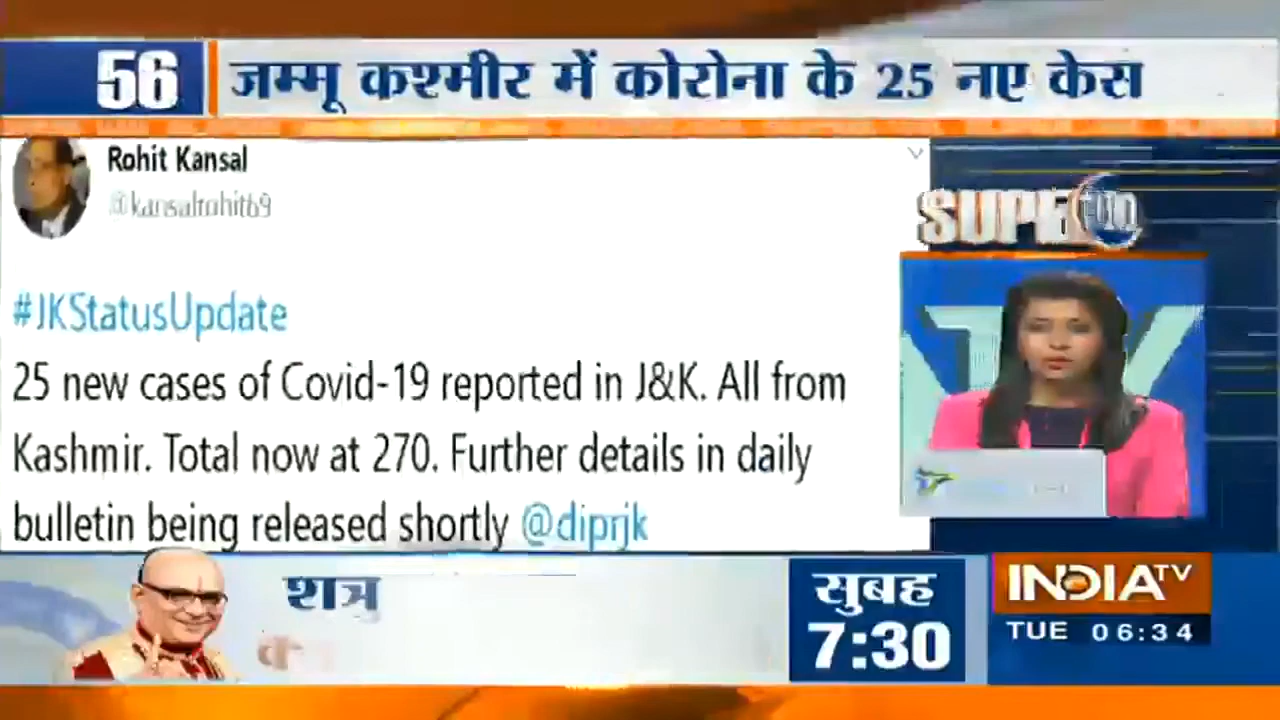 56
जम्मू कश्मीर में कोरोना के 25 नए केस
Rohit Kansal
@kansalrohit69
#JKStatusUpdate
25 new cases of Covid-19 reported in J&K. All from
Kashmir. Total now at 270. Further details in daily
bulletin being released shortly @diprjk
शत्रु
सुबह
7:30
INDIA TV
TUE 06:34